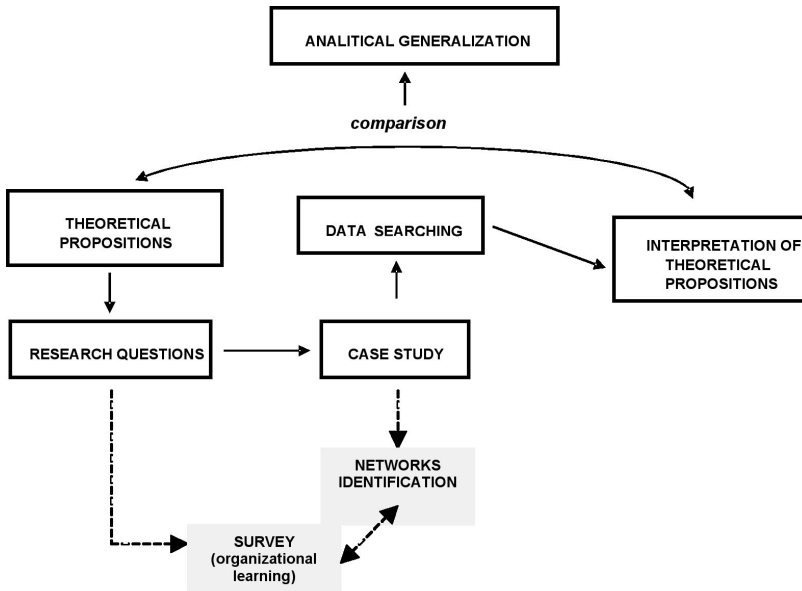 ANALITICAL GENERALIZATION
comparison
THEORETICAL
PROPOSITIONS
DATA SEARCHING
INTERPRETATION OF
THEORETICAL
PROPOSITIONS
RESEARCH QUESTIONS
CASE STUDY
NETWORKS
IDENTIFICATION
SURVEY
(organizational
learning)